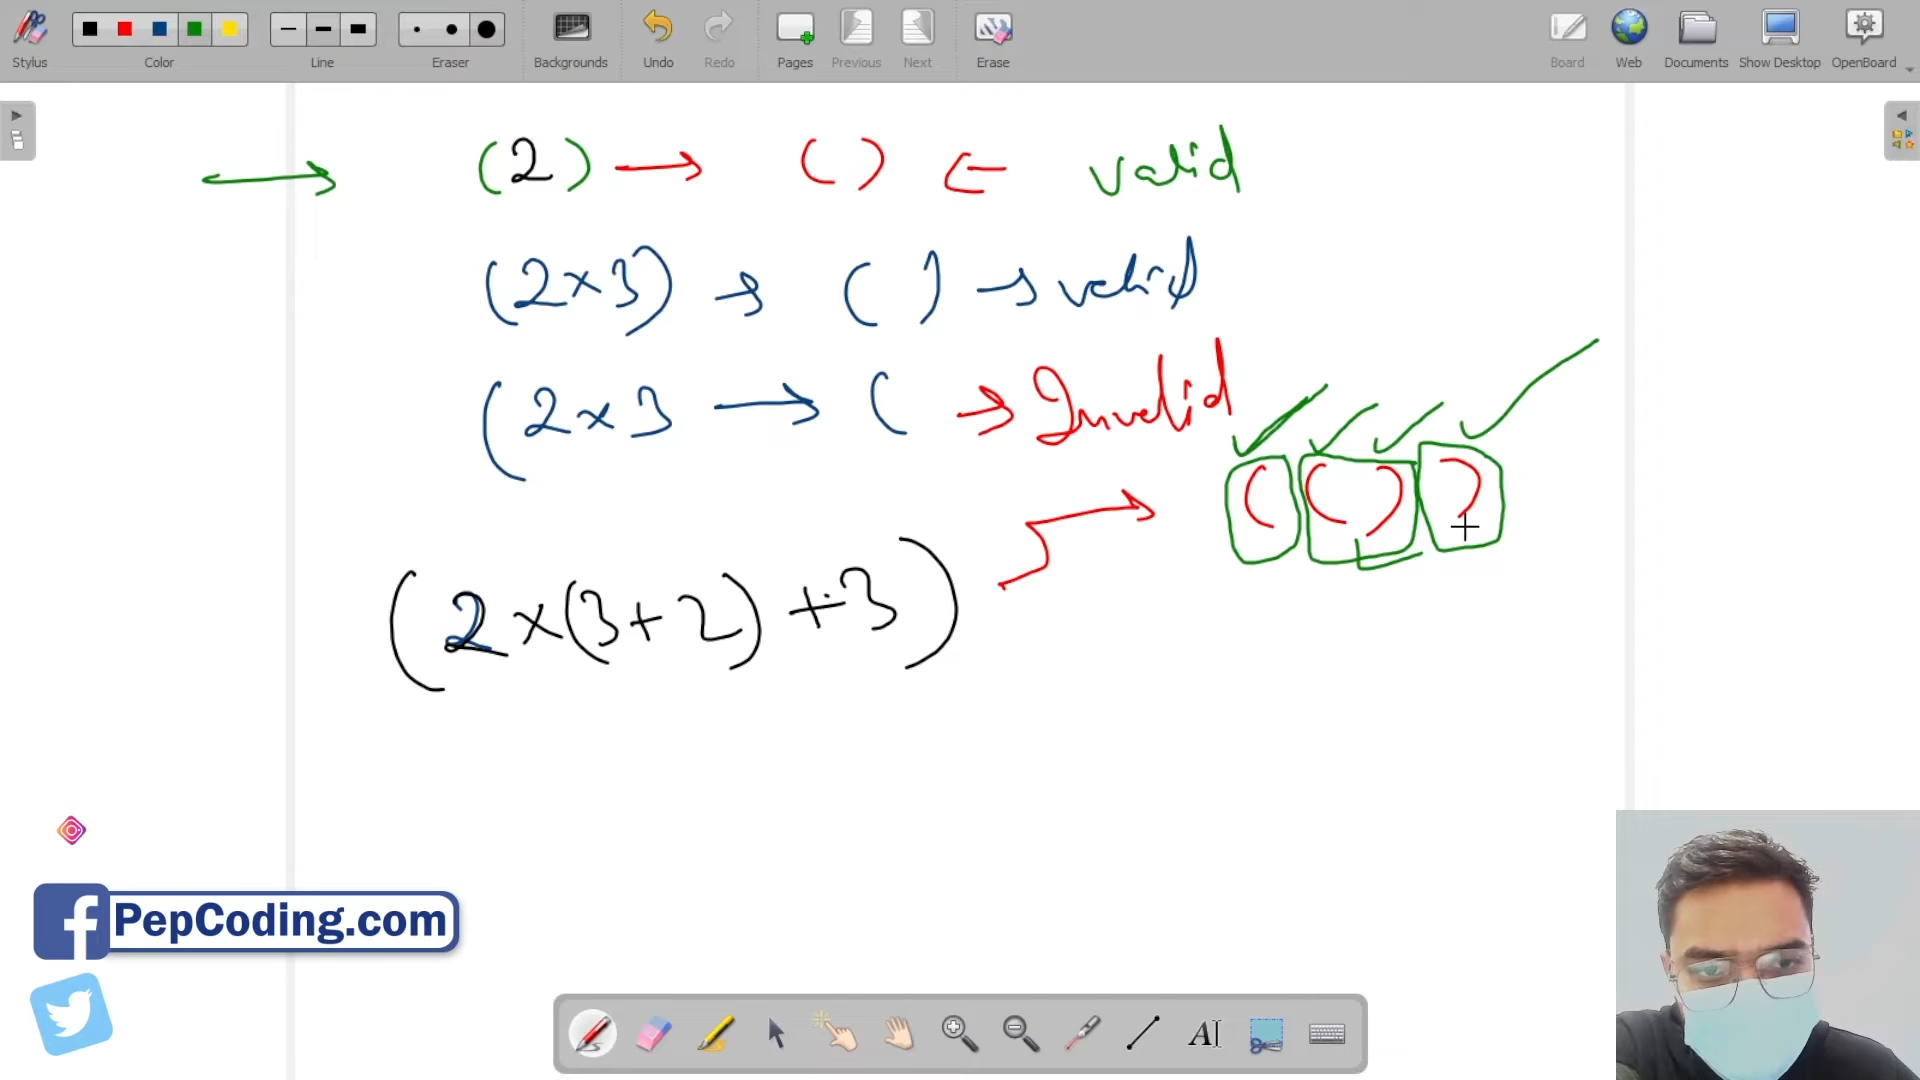 Stylus Color Line Eraser Backgrounds Undo Redo Pages Previous Next Erase Board Web Documents Show Desktop OpenBoard
(2) → ( ) ← valid
(2×3) → ( ) → valid
(2×3 → ( → Invalid
( ( ) )
(2×(3+2)+3)
PepCoding.com